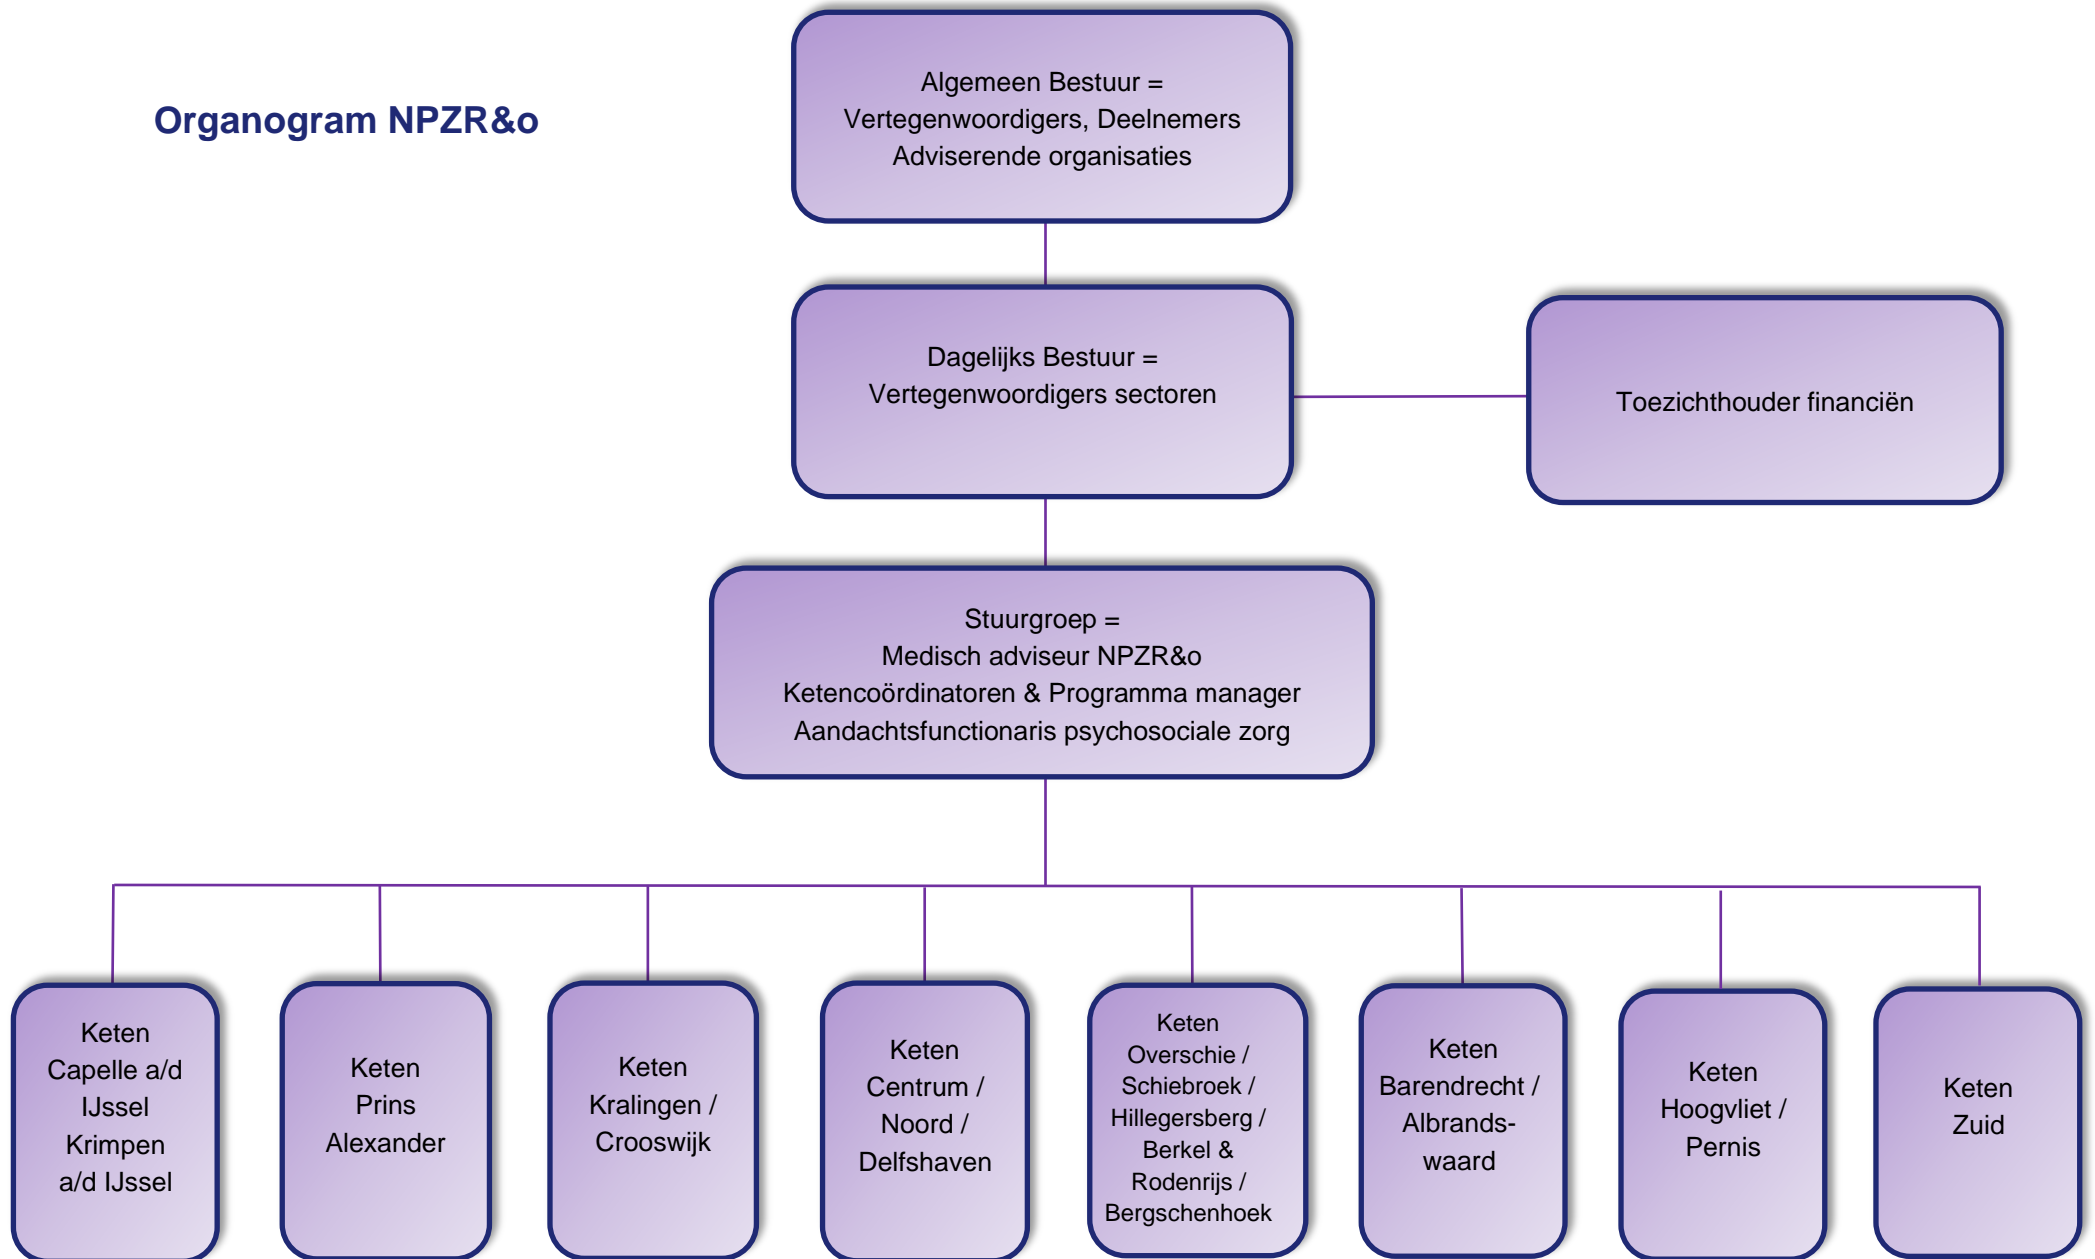 Organogram NPZR&o
Algemeen Bestuur =
Vertegenwoordigers, Deelnemers
Adviserende organisaties
Dagelijks Bestuur =
Vertegenwoordigers sectoren
Toezichthouder financiën
Stuurgroep =
Medisch adviseur NPZR&o
Ketencoördinatoren & Programma manager
Aandachtsfunctionaris psychosociale zorg
Keten
Capelle a/d
IJssel
Krimpen
a/d IJssel
Keten
Prins
Alexander
Keten
Kralingen /
Crooswijk
Keten
Centrum /
Noord /
Delfshaven
Keten
Overschie /
Schiebroek /
Hillegersberg /
Berkel &
Rodenrijs /
Bergschenhoek
Keten
Barendrecht /
Albrands-
waard
Keten
Hoogvliet /
Pernis
Keten
Zuid